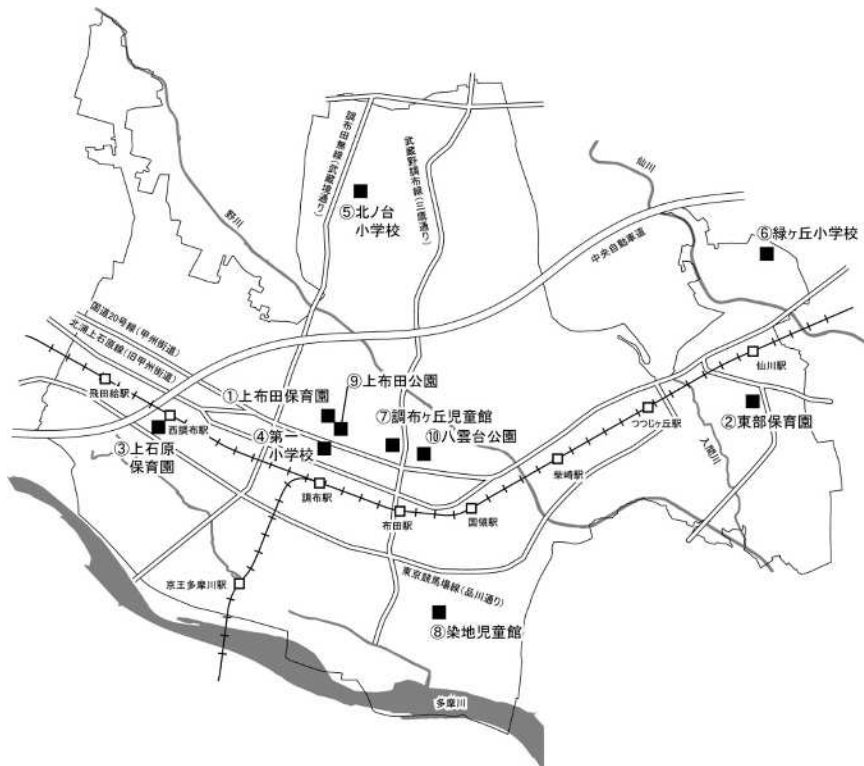 調布田無線(武蔵境通り)
武蔵野調布線(三鷹通り)
仙川
⑤北ノ台
小学校
野川
中央自動車道
⑥緑ヶ丘小学校
国道20号線(甲州街道)
北浦上石原線(旧甲州街道)
飛田給駅
①上布田保育園
⑨上布田公園
仙川駅
西調布駅
⑦調布ヶ丘児童館
つつじヶ丘駅
②東部保育園
③上石原
保育園
④第一
小学校
⑩八雲台公園
入間川
柴崎駅
調布駅
布田駅
国領駅
京王多摩川駅
東京競馬場線(品川通り)
⑧染地児童館
多摩川